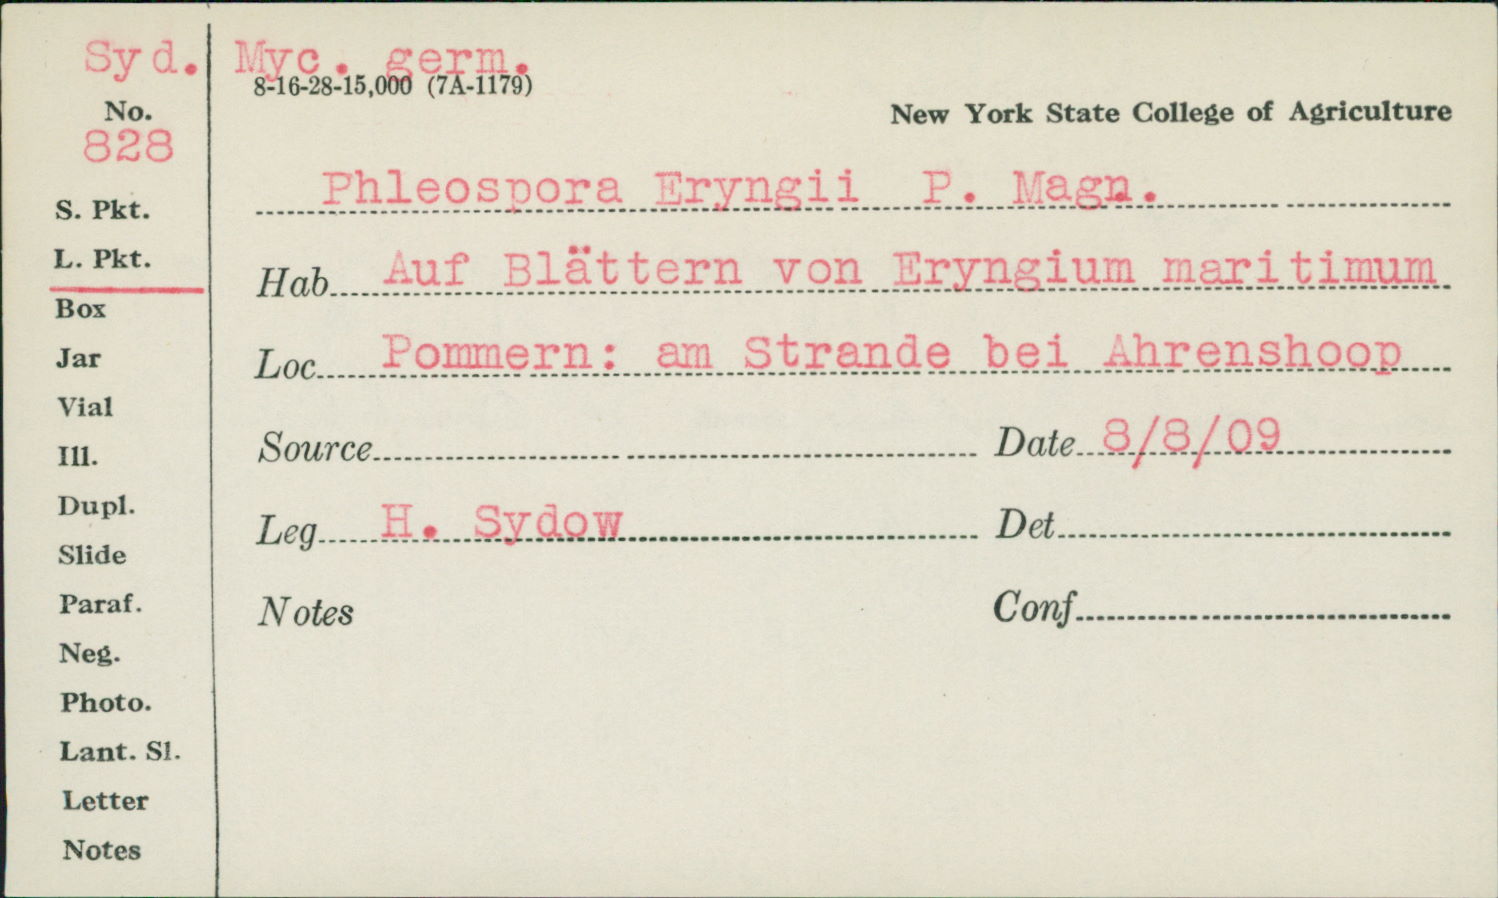 Syd. Myc. germ.
8-16-28-15,000 (7A-1179)
No.
828
New York State College of Agriculture
Phleospora Eryngii P. Magn.
S. Pkt.
L. Pkt.
Hab. Auf Blättern von Eryngium maritimum
Box
Jar
Loc. Pommern: am Strande bei Ahrenshoop
Vial
Ill.
Source Date 8/8/09
Dupl.
Slide
Leg. H. Sydow Det.
Paraf.
Notes Conf.
Neg.
Photo.
Lant. Sl.
Letter
Notes